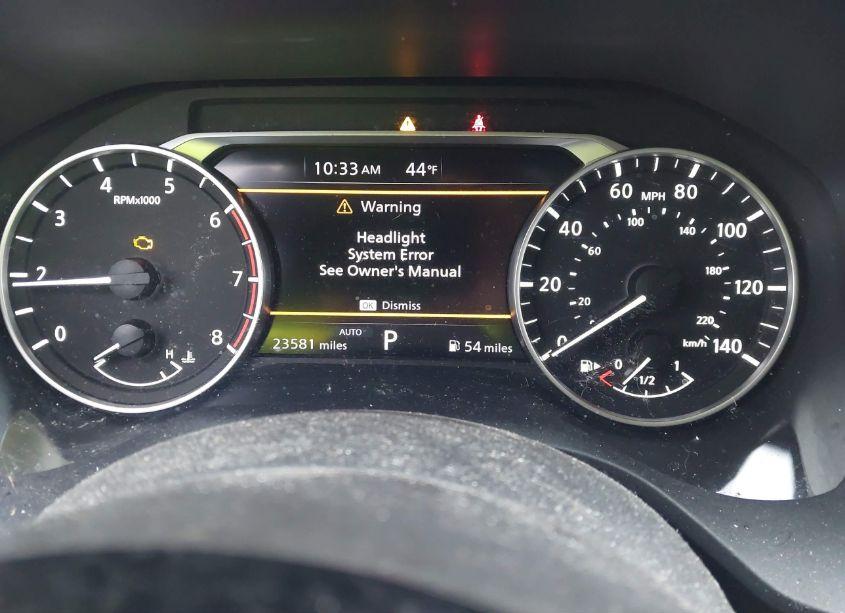 10:33 AM 44°F
Warning
Headlight
System Error
See Owner's Manual
OK Dismiss
AUTO
23581 miles P 54 miles
RPMx1000
0
2
3
4
5
6
7
8
H
MPH
0
20
40
60
80
100
120
140
km/h
20
60
100
140
180
220
0
1/2
1